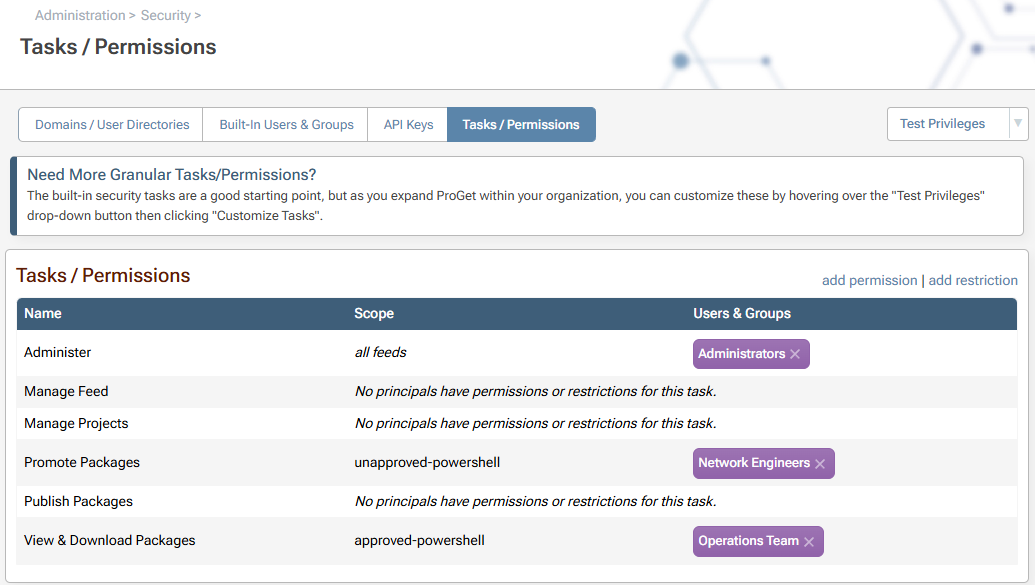 Administration > Security >
Tasks / Permissions
Domains / User Directories Built-In Users & Groups API Keys Tasks / Permissions Test Privileges
Need More Granular Tasks/Permissions?
The built-in security tasks are a good starting point, but as you expand ProGet within your organization, you can customize these by hovering over the "Test Privileges"
drop-down button then clicking "Customize Tasks".
Tasks / Permissions
add permission | add restriction
Name Scope Users & Groups
Administer all feeds Administrators ×
Manage Feed No principals have permissions or restrictions for this task.
Manage Projects No principals have permissions or restrictions for this task.
Promote Packages unapproved-powershell Network Engineers ×
Publish Packages No principals have permissions or restrictions for this task.
View & Download Packages approved-powershell Operations Team ×